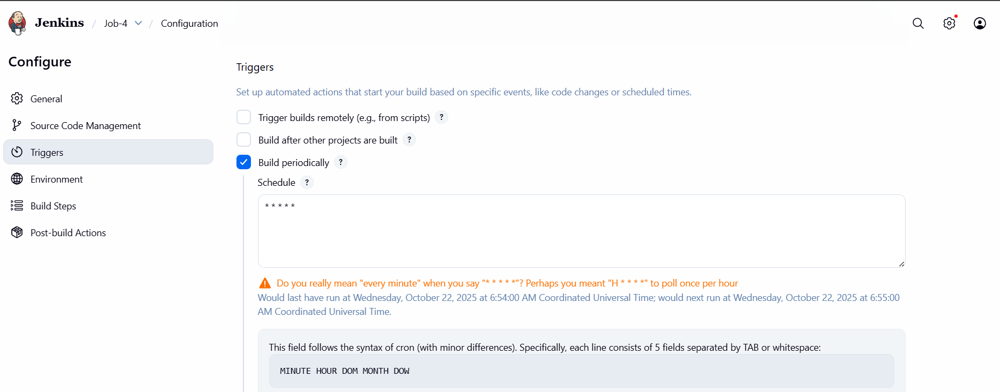 Jenkins / Job-4 / Configuration
Configure
General
Source Code Management
Triggers
Environment
Build Steps
Post-build Actions
Triggers
Set up automated actions that start your build based on specific events, like code changes or scheduled times.
Trigger builds remotely (e.g., from scripts) ?
Build after other projects are built ?
Build periodically ?
Schedule ?
* * * * *
Do you really mean "every minute" when you say "* * * * *"? Perhaps you meant "H * * * *" to poll once per hour
Would last have run at Wednesday, October 22, 2025 at 6:54:00 AM Coordinated Universal Time; would next run at Wednesday, October 22, 2025 at 6:55:00
AM Coordinated Universal Time.
This field follows the syntax of cron (with minor differences). Specifically, each line consists of 5 fields separated by TAB or whitespace:
MINUTE HOUR DOM MONTH DOW